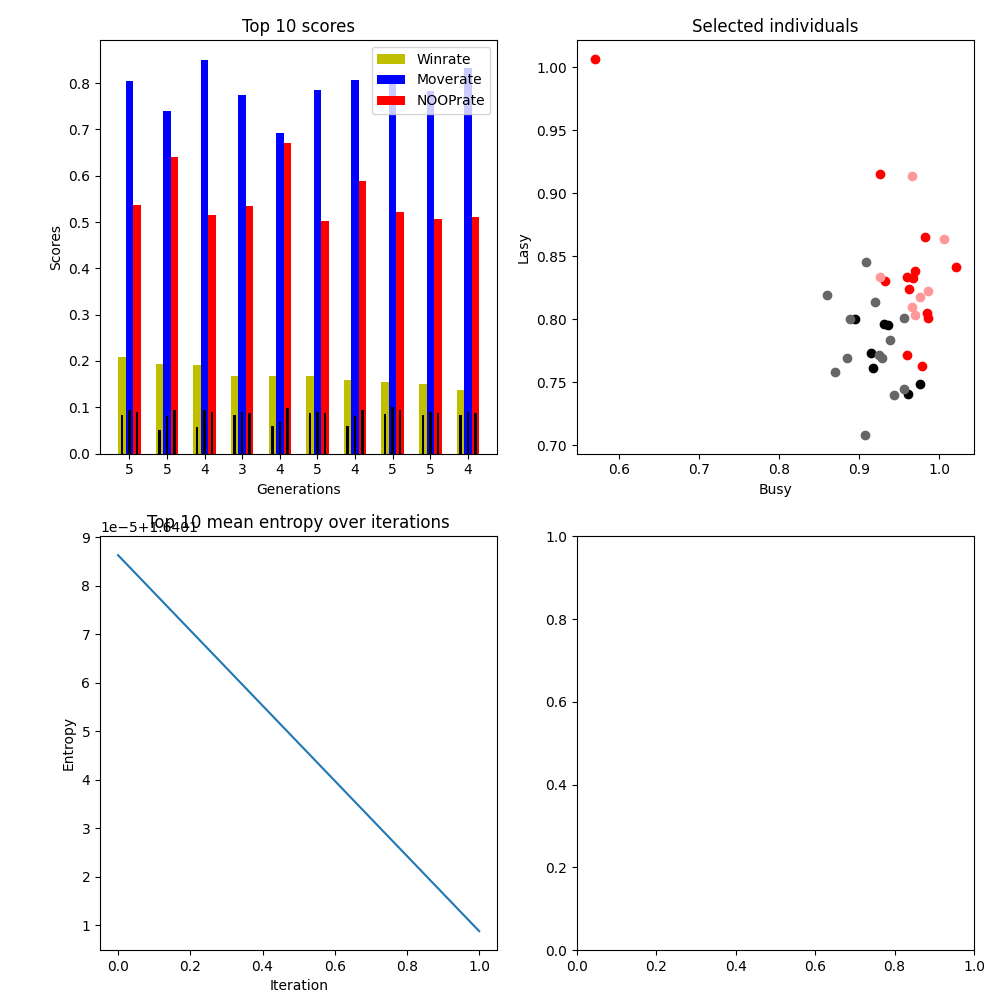 Top 10 scores
Winrate
Moverate
NOOPrate
0.8
0.7
0.6
0.5
0.4
0.3
0.2
0.1
0.0
Scores
5 5 4 3 4 5 4 5 5 4
Generations
Selected individuals
1.00
0.95
0.90
0.85
0.80
0.75
0.70
Lasy
0.6 0.7 0.8 0.9 1.0
Busy
Top 10 mean entropy over iterations
1e−5+1.6401
9
8
7
6
5
4
3
2
1
Entropy
0.0 0.2 0.4 0.6 0.8 1.0
Iteration
1.0
0.8
0.6
0.4
0.2
0.0
0.0 0.2 0.4 0.6 0.8 1.0